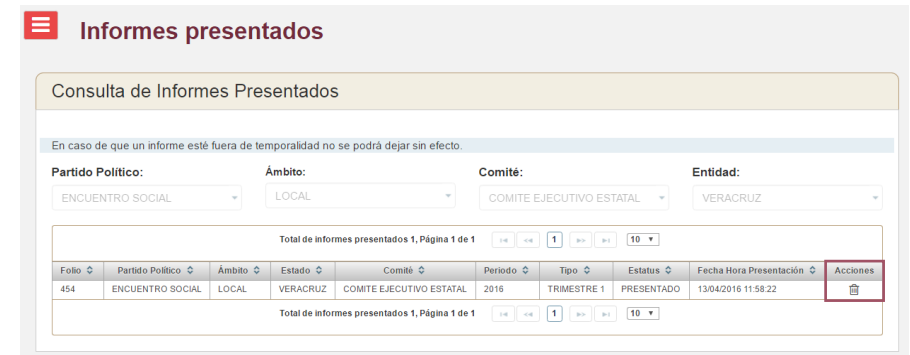 Informes presentados
Consulta de Informes Presentados
En caso de que un informe esté fuera de temporalidad no se podrá dejar sin efecto.
Partido Político: Ámbito: Comité: Entidad:
ENCUENTRO SOCIAL LOCAL COMITE EJECUTIVO ESTATAL VERACRUZ
Total de informes presentados 1, Página 1 de 1 1 10
Folio Partido Político Ámbito Estado Comité Periodo Tipo Estatus Fecha Hora Presentación Acciones
454 ENCUENTRO SOCIAL LOCAL VERACRUZ COMITE EJECUTIVO ESTATAL 2016 TRIMESTRE 1 PRESENTADO 13/04/2016 11:58:22
Total de informes presentados 1, Página 1 de 1 1 10